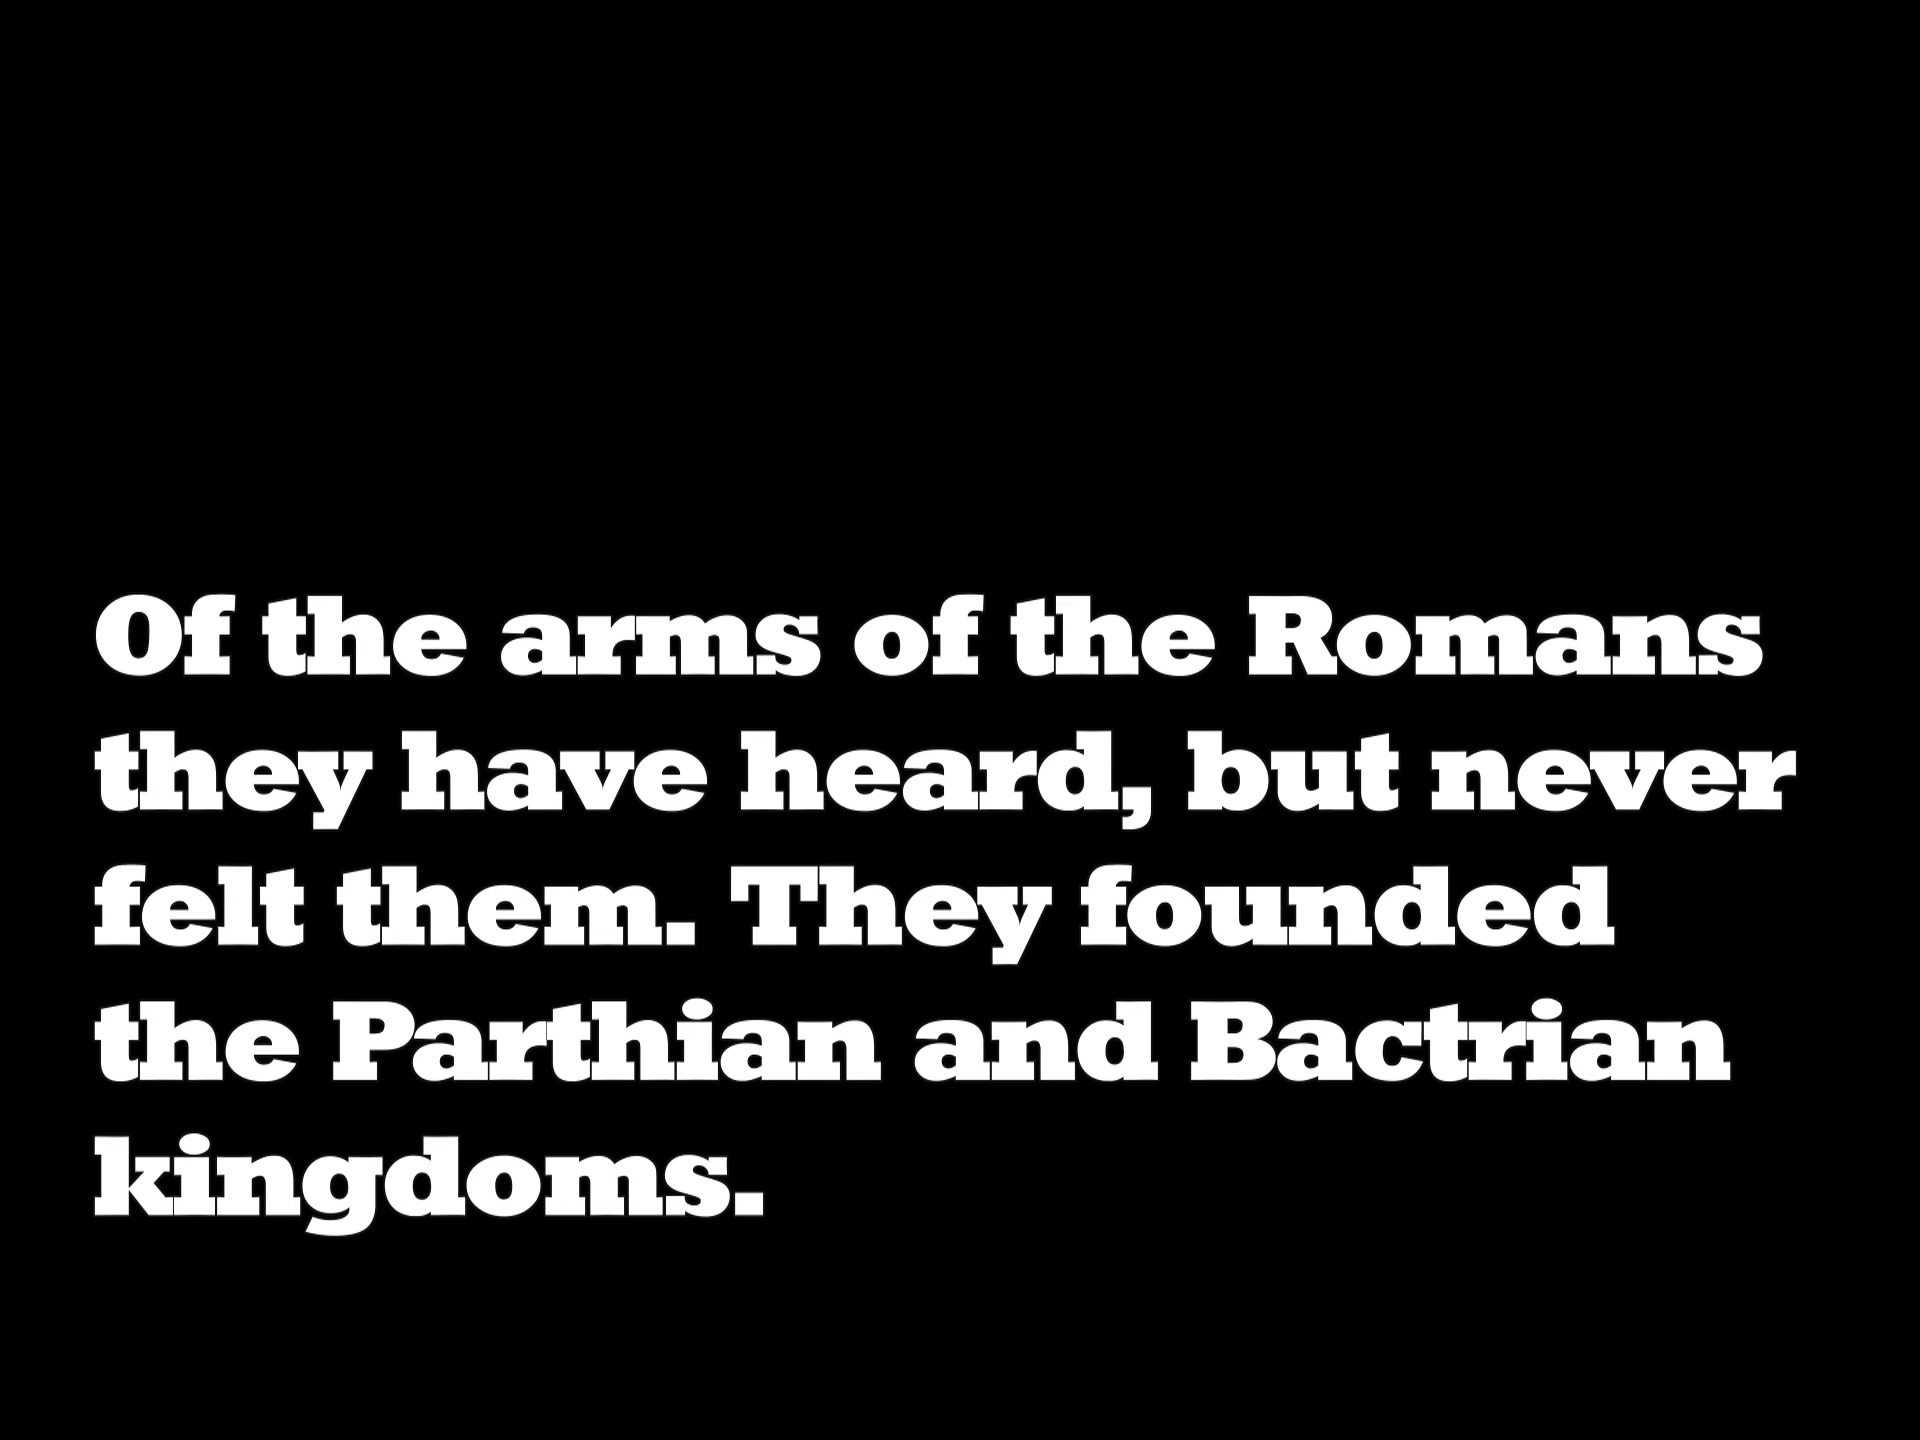 Of the arms of the Romans
they have heard, but never
felt them. They founded
the Parthian and Bactrian
kingdoms.